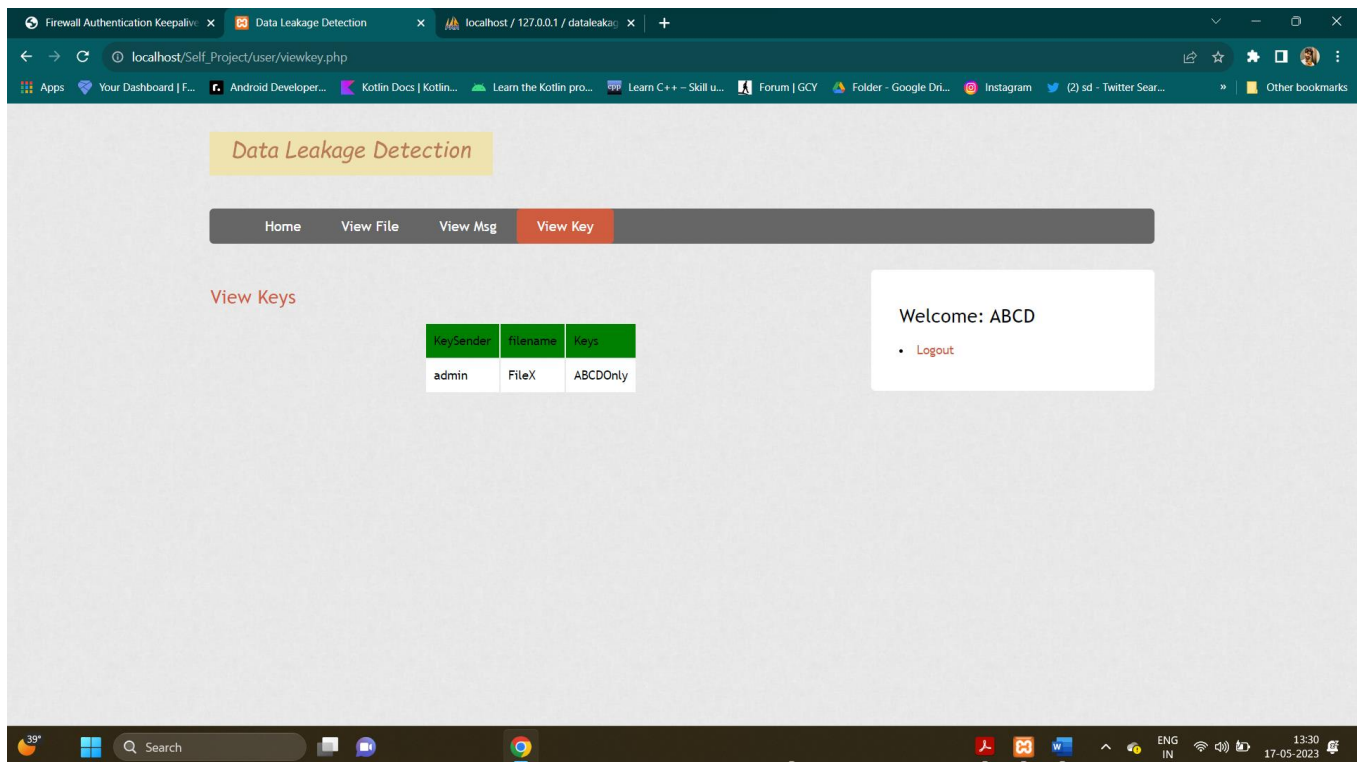 Firewall Authentication Keepalive Data Leakage Detection localhost / 127.0.0.1 / dataleakag
localhost/Self_Project/user/viewkey.php
Apps Your Dashboard | F... Android Developer... Kotlin Docs | Kotlin... Learn the Kotlin pro... Learn C++ – Skill u... Forum | GCY Folder - Google Dri... Instagram (2) sd - Twitter Sear... » Other bookmarks
Data Leakage Detection
Home View File View Msg View Key
View Keys
KeySender filename Keys
admin FileX ABCDOnly
Welcome: ABCD
• Logout
39° Search ENG 13:30
IN 17-05-2023